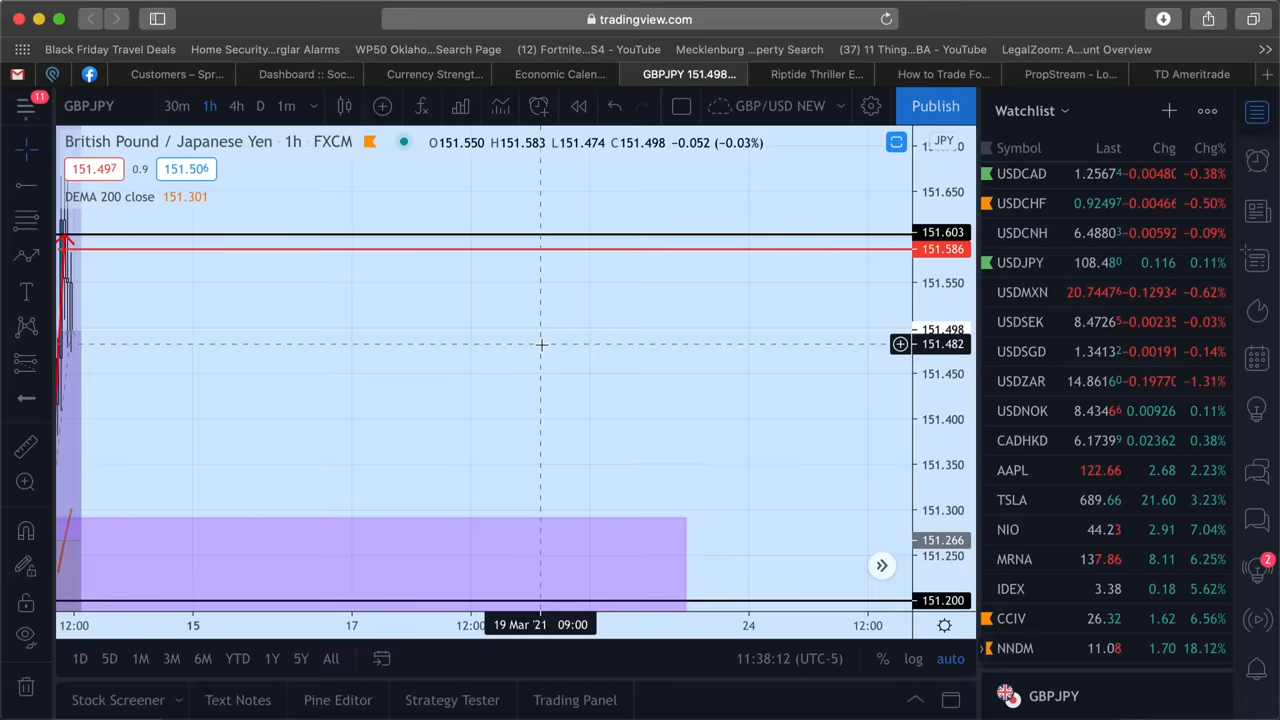 tradingview.com
Black Friday Travel Deals Home Security...rglar Alarms WP50 Oklaho...Search Page (12) Fortnite...S4 – YouTube Mecklenburg ...perty Search (37) 11 Thing...BA – YouTube LegalZoom: A...unt Overview
Customers – Spr... Dashboard :: Soc... Currency Strengt... Economic Calen... GBPJPY 151.498... Riptide Thriller E... How to Trade Fo... PropStream - Lo... TD Ameritrade
11
GBPJPY 30m 1h 4h D 1m GBP/USD NEW Publish
Watchlist
British Pound / Japanese Yen · 1h · FXCM O151.550 H151.583 L151.474 C151.498 −0.052 (−0.03%)
JPY
151.497 0.9 151.506
DEMA 200 close 151.301
151.650
151.603
151.586
151.550
151.498
151.482
151.450
151.400
151.350
151.300
151.266
151.250
151.200
12:00 15 17 12:00 19 Mar '21 09:00 24 12:00
1D 5D 1M 3M 6M YTD 1Y 5Y All 11:38:12 (UTC-5) % log auto
Stock Screener Text Notes Pine Editor Strategy Tester Trading Panel
Symbol Last Chg Chg%
USDCAD 1.25674 −0.00480 −0.38%
USDCHF 0.92497 −0.00466 −0.50%
USDCNH 6.48803 −0.00592 −0.09%
USDJPY 108.480 0.116 0.11%
USDMXN 20.74476 −0.12934 −0.62%
USDSEK 8.47265 −0.00235 −0.03%
USDSGD 1.34132 −0.00191 −0.14%
USDZAR 14.86160 −0.19770 −1.31%
USDNOK 8.43466 0.00926 0.11%
CADHKD 6.17399 0.02362 0.38%
AAPL 122.66 2.68 2.23%
TSLA 689.66 21.60 3.23%
NIO 44.23 2.91 7.04%
MRNA 137.86 8.11 6.25%
IDEX 3.38 0.18 5.62%
CCIV 26.32 1.62 6.56%
NNDM 11.08 1.70 18.12%
2
GBPJPY